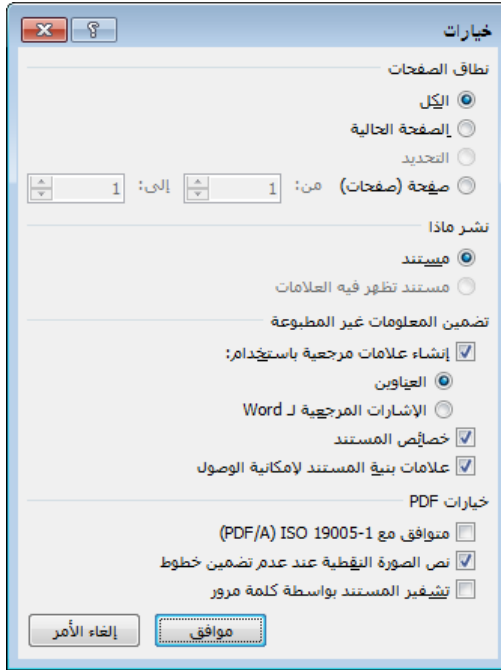 خيارات
نطاق الصفحات
الكل
الصفحة الحالية
التحديد
صفحة (صفحات) من: 1 إلى: 1
نشر ماذا
مستند
مستند تظهر فيه العلامات
تضمين المعلومات غير المطبوعة
إنشاء علامات مرجعية باستخدام:
العناوين
الإشارات المرجعية لـ Word
خصائص المستند
علامات بنية المستند لإمكانية الوصول
خيارات PDF
متوافق مع ISO 19005-1 (PDF/A)
نص الصورة النقطية عند عدم تضمين خطوط
تشفير المستند بواسطة كلمة مرور
موافق إلغاء الأمر